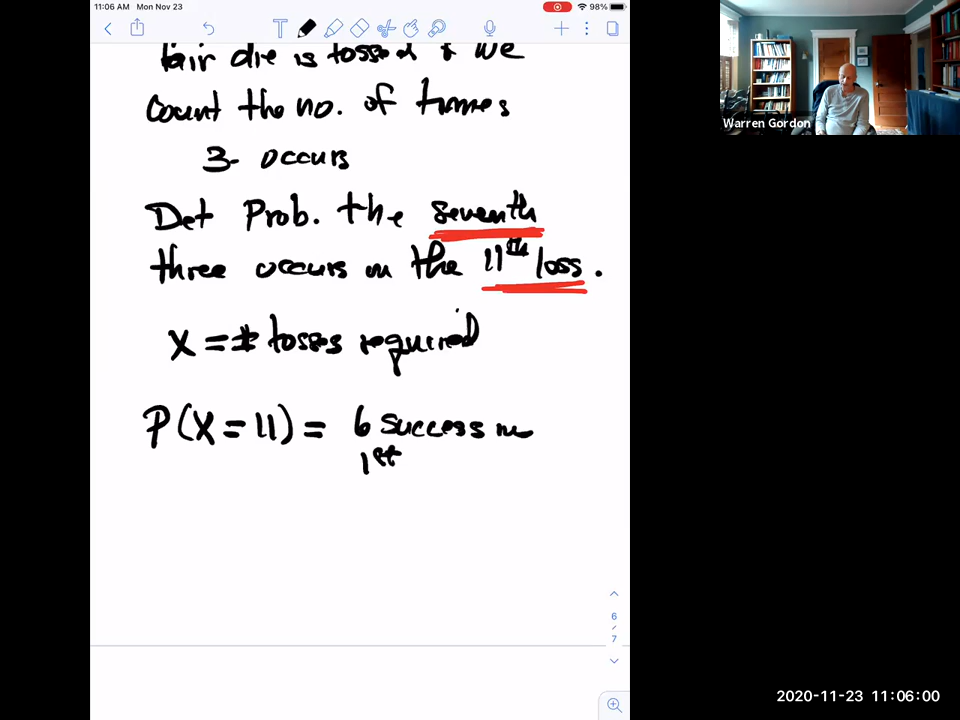 11:06 AM Mon Nov 23
98%
fair die is tossed & we
Count the no. of times
3 occurs
Det Prob. the seventh
three occurs in the 11th toss.
X = # tosses required
P(X = 11) = 6 success in
1st
6
7
Warren Gordon
2020-11-23 11:06:00